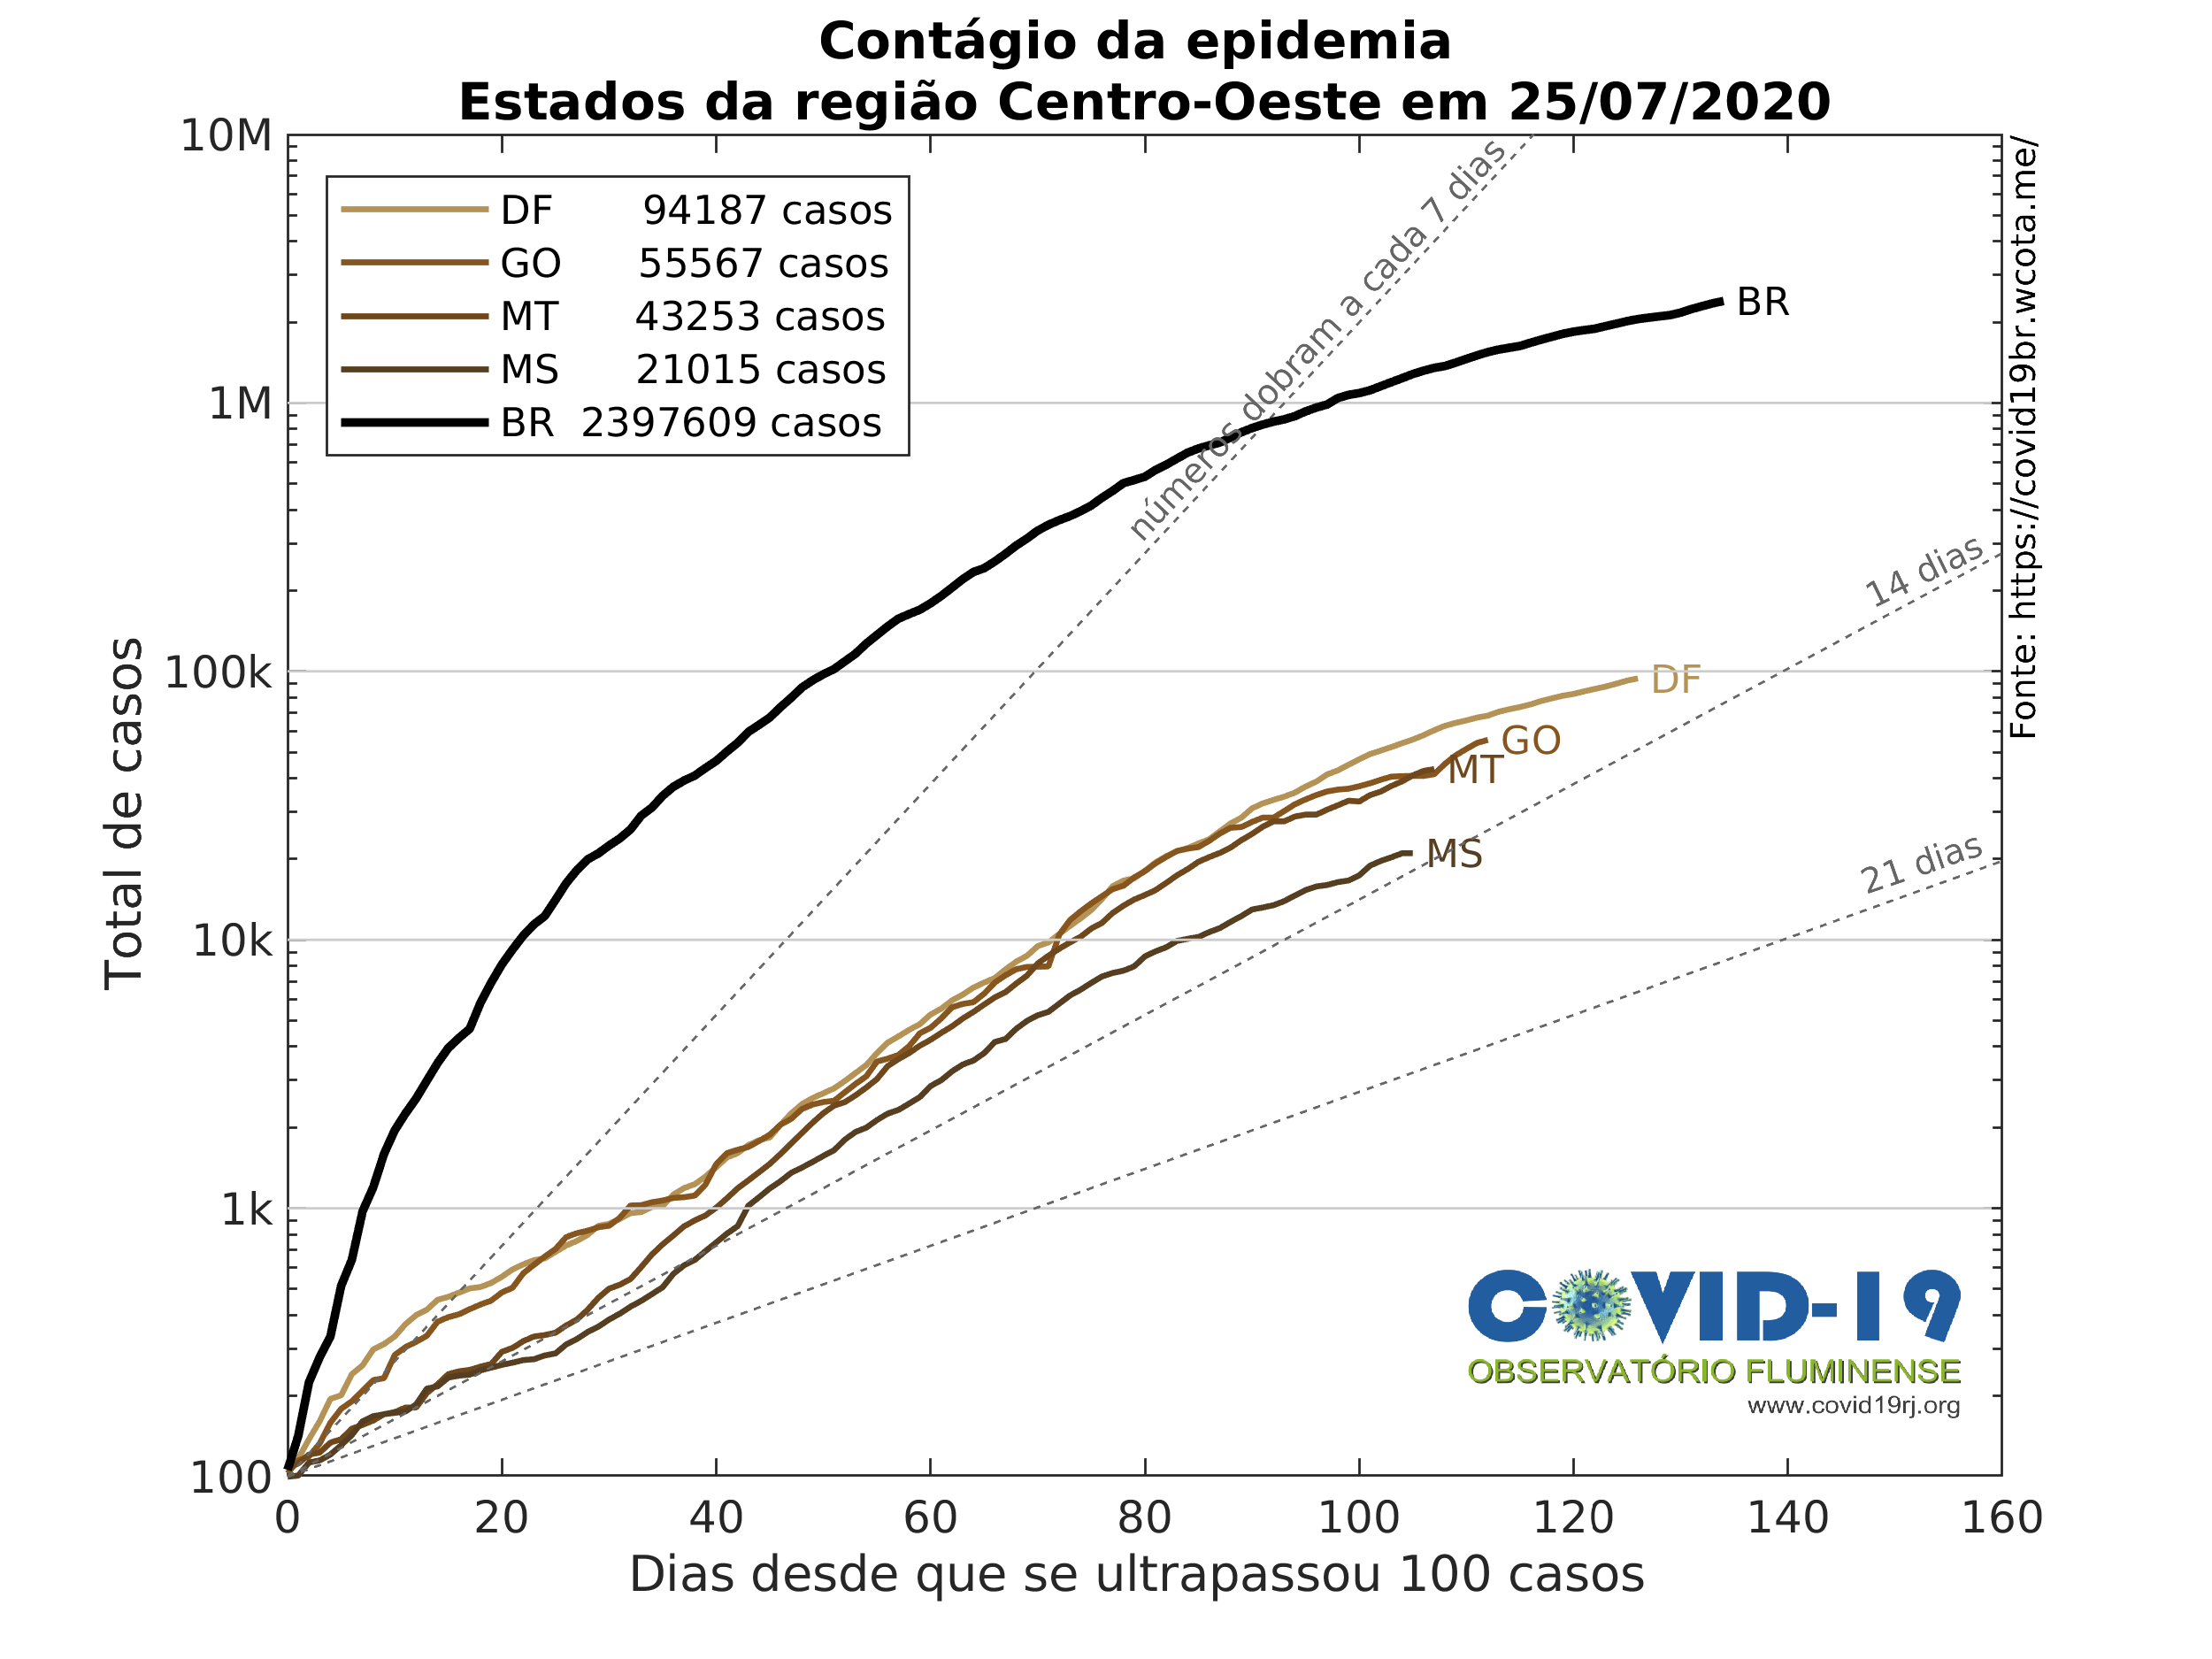 Contágio da epidemia
Estados da região Centro-Oeste em 25/07/2020
10M
1M
100k
10k
1k
100
Total de casos
DF 94187 casos
GO 55567 casos
MT 43253 casos
MS 21015 casos
BR 2397609 casos
números dobram a cada 7 dias
14 dias
21 dias
BR
DF
GO
MT
MS
Fonte: https://covid19br.wcota.me/
COVID-19
OBSERVATÓRIO FLUMINENSE
www.covid19rj.org
0 20 40 60 80 100 120 140 160
Dias desde que se ultrapassou 100 casos